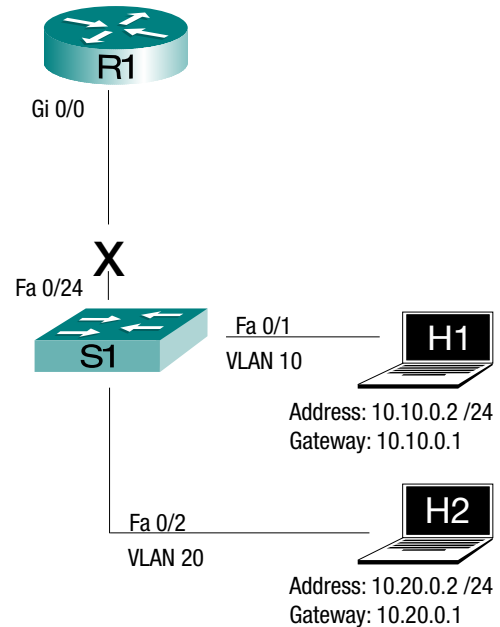 R1
Gi 0/0
X
Fa 0/24
S1
Fa 0/1
VLAN 10
H1
Address: 10.10.0.2 /24
Gateway: 10.10.0.1
Fa 0/2
VLAN 20
H2
Address: 10.20.0.2 /24
Gateway: 10.20.0.1